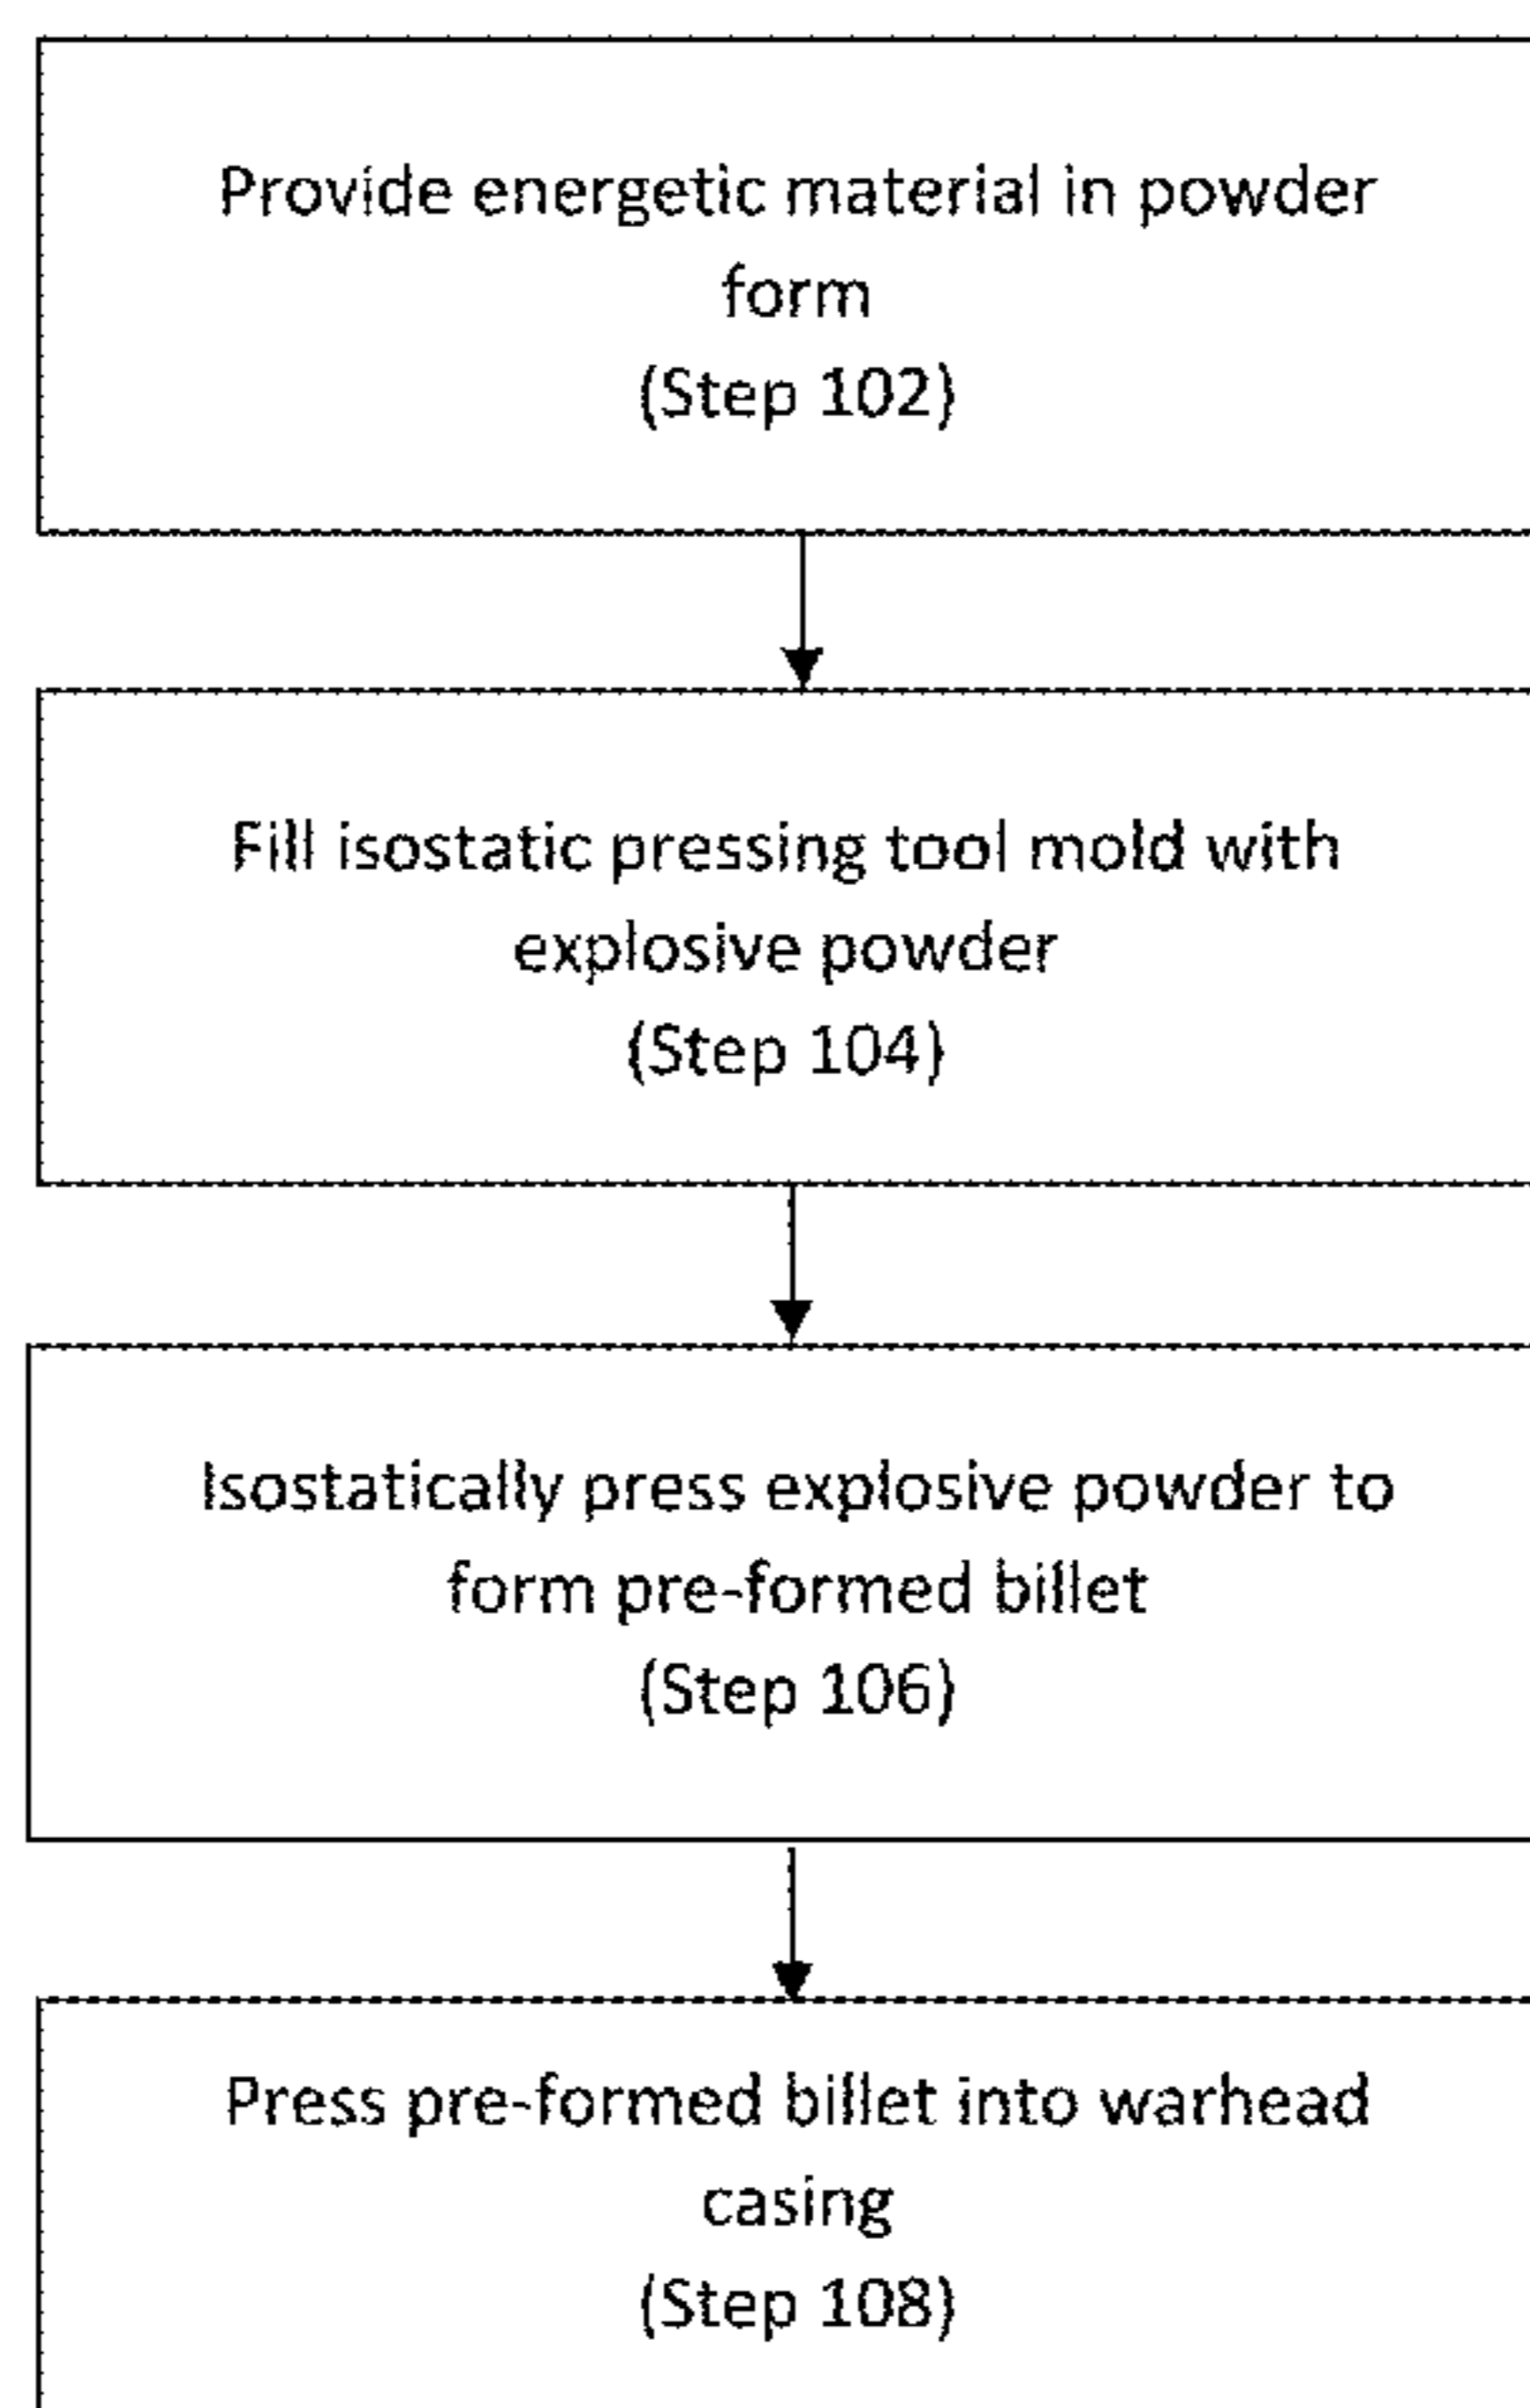 Provide energetic material in powder
form
(Step 102)
Fill isostatic pressing tool mold with
explosive powder
(Step 104)
Isostatically press explosive powder to
form pre-formed billet
(Step 106)
Press pre-formed billet into warhead
casing
(Step 108)